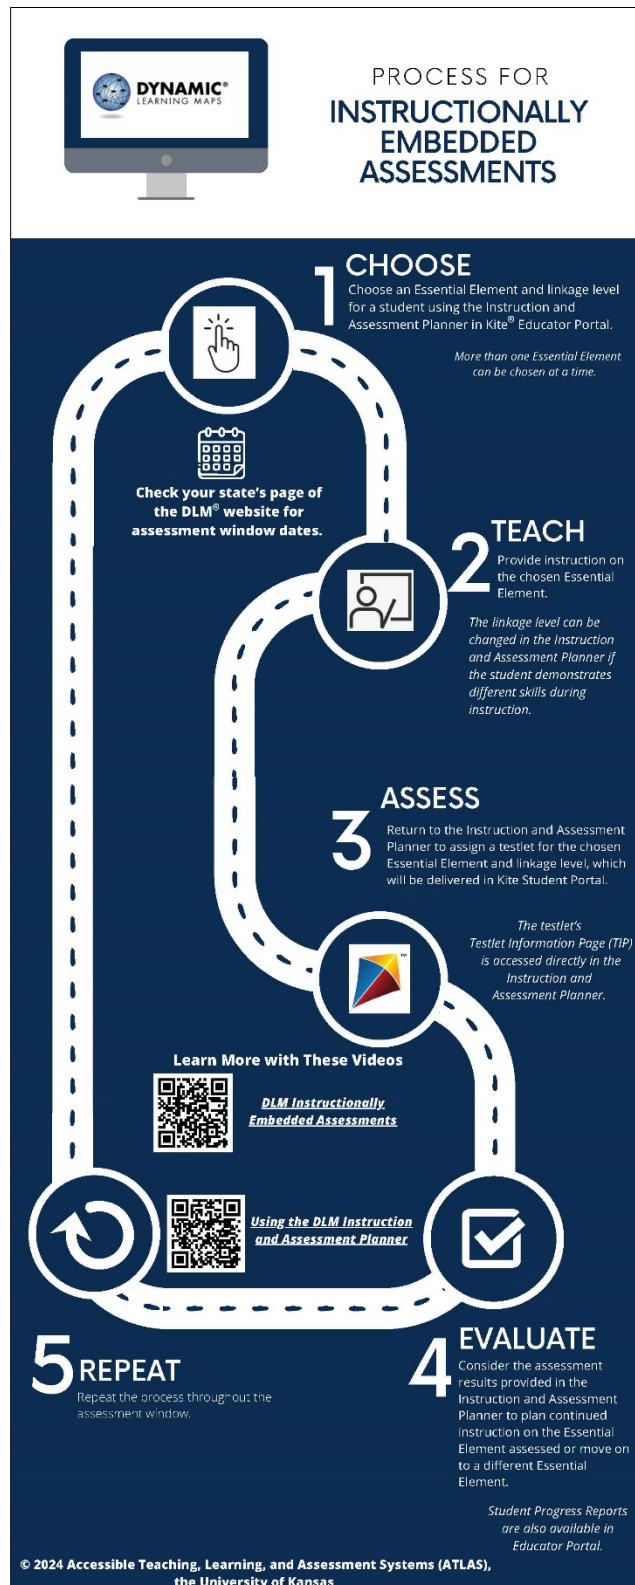 DYNAMIC®
LEARNING MAPS
PROCESS FOR
INSTRUCTIONALLY
EMBEDDED
ASSESSMENTS
1 CHOOSE
Choose an Essential Element and linkage level
for a student using the Instruction and
Assessment Planner in Kite® Educator Portal.
More than one Essential Element
can be chosen at a time.
Check your state's page of
the DLM® website for
assessment window dates.
2 TEACH
Provide instruction on
the chosen Essential
Element.
The linkage level can be
changed in the Instruction
and Assessment Planner if
the student demonstrates
different skills during
instruction.
3 ASSESS
Return to the Instruction and Assessment
Planner to assign a testlet for the chosen
Essential Element and linkage level, which
will be delivered in Kite Student Portal.
The testlet's
Testlet Information Page (TIP)
is accessed directly in the
Instruction and
Assessment Planner.
TM
Learn More with These Videos
DLM Instructionally
Embedded Assessments
Using the DLM Instruction
and Assessment Planner
4 EVALUATE
Consider the assessment
results provided in the
Instruction and Assessment
Planner to plan continued
instruction on the Essential
Element assessed or move on
to a different Essential
Element.
Student Progress Reports
are also available in
Educator Portal.
5 REPEAT
Repeat the process throughout the
assessment window.
© 2024 Accessible Teaching, Learning, and Assessment Systems (ATLAS),
the University of Kansas